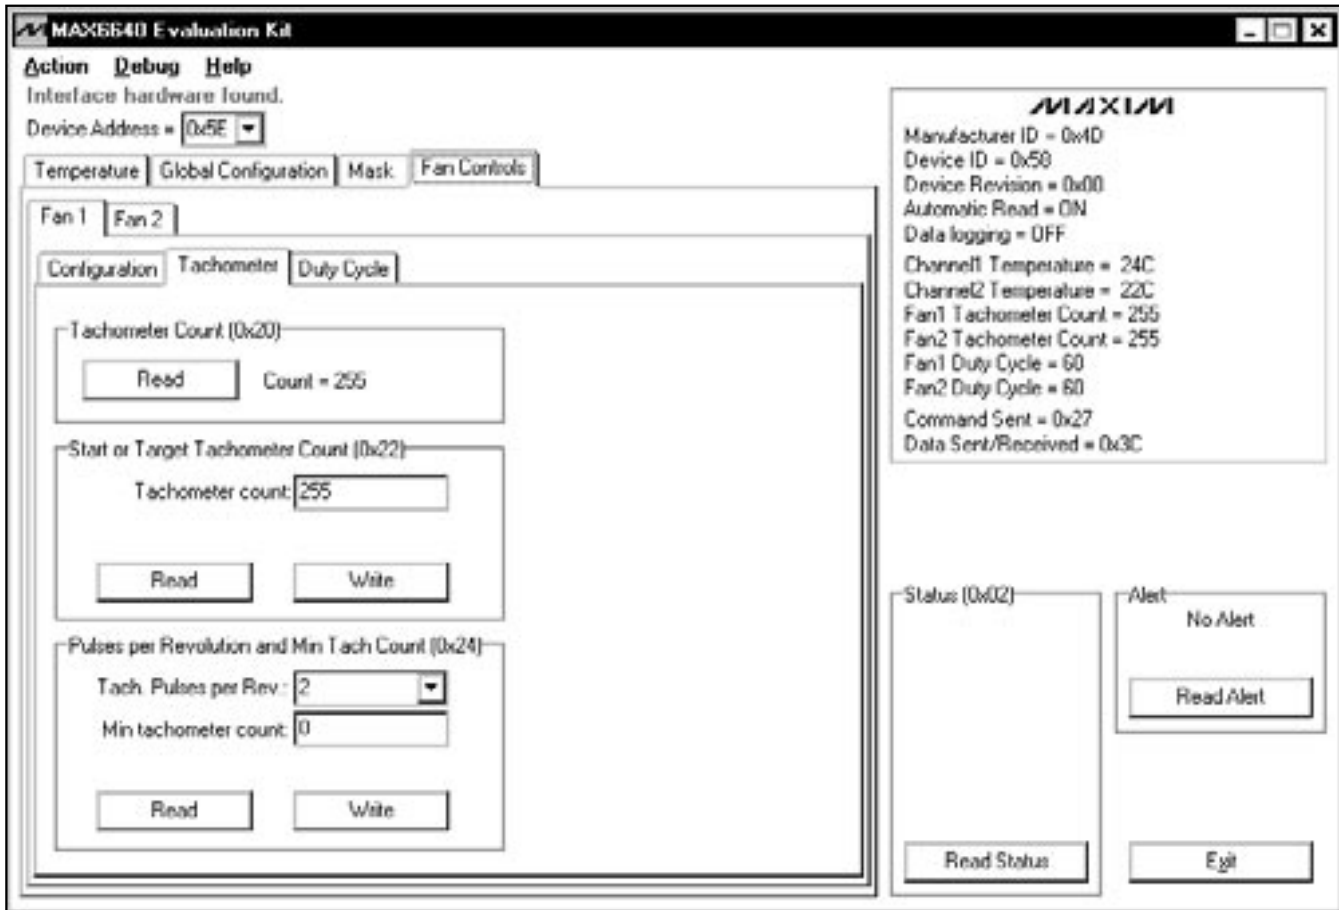 MAX6640 Evaluation Kit
Action Debug Help
Interface hardware found.
Device Address = 0x5E
Temperature Global Configuration Mask Fan Controls
Fan 1 Fan 2
Configuration Tachometer Duty Cycle
Tachometer Count (0x20)
Read Count = 255
Start or Target Tachometer Count (0x22)
Tachometer count: 255
Read Write
Pulses per Revolution and Min Tach Count (0x24)
Tach. Pulses per Rev.: 2
Min tachometer count: 0
Read Write
MAXIM
Manufacturer ID = 0x4D
Device ID = 0x58
Device Revision = 0x00
Automatic Read = ON
Data logging = OFF
Channel1 Temperature = 24C
Channel2 Temperature = 22C
Fan1 Tachometer Count = 255
Fan2 Tachometer Count = 255
Fan1 Duty Cycle = 60
Fan2 Duty Cycle = 60
Command Sent = 0x27
Data Sent/Received = 0x3C
Status (0x02)
Read Status
Alert
No Alert
Read Alert
Exit